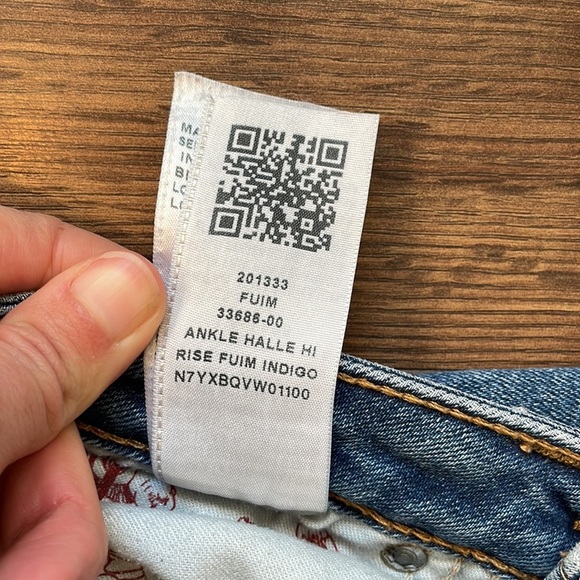 201333
FUIM
33686-00
ANKLE HALLE HI
RISE FUIM INDIGO
N7YXBQVW01100